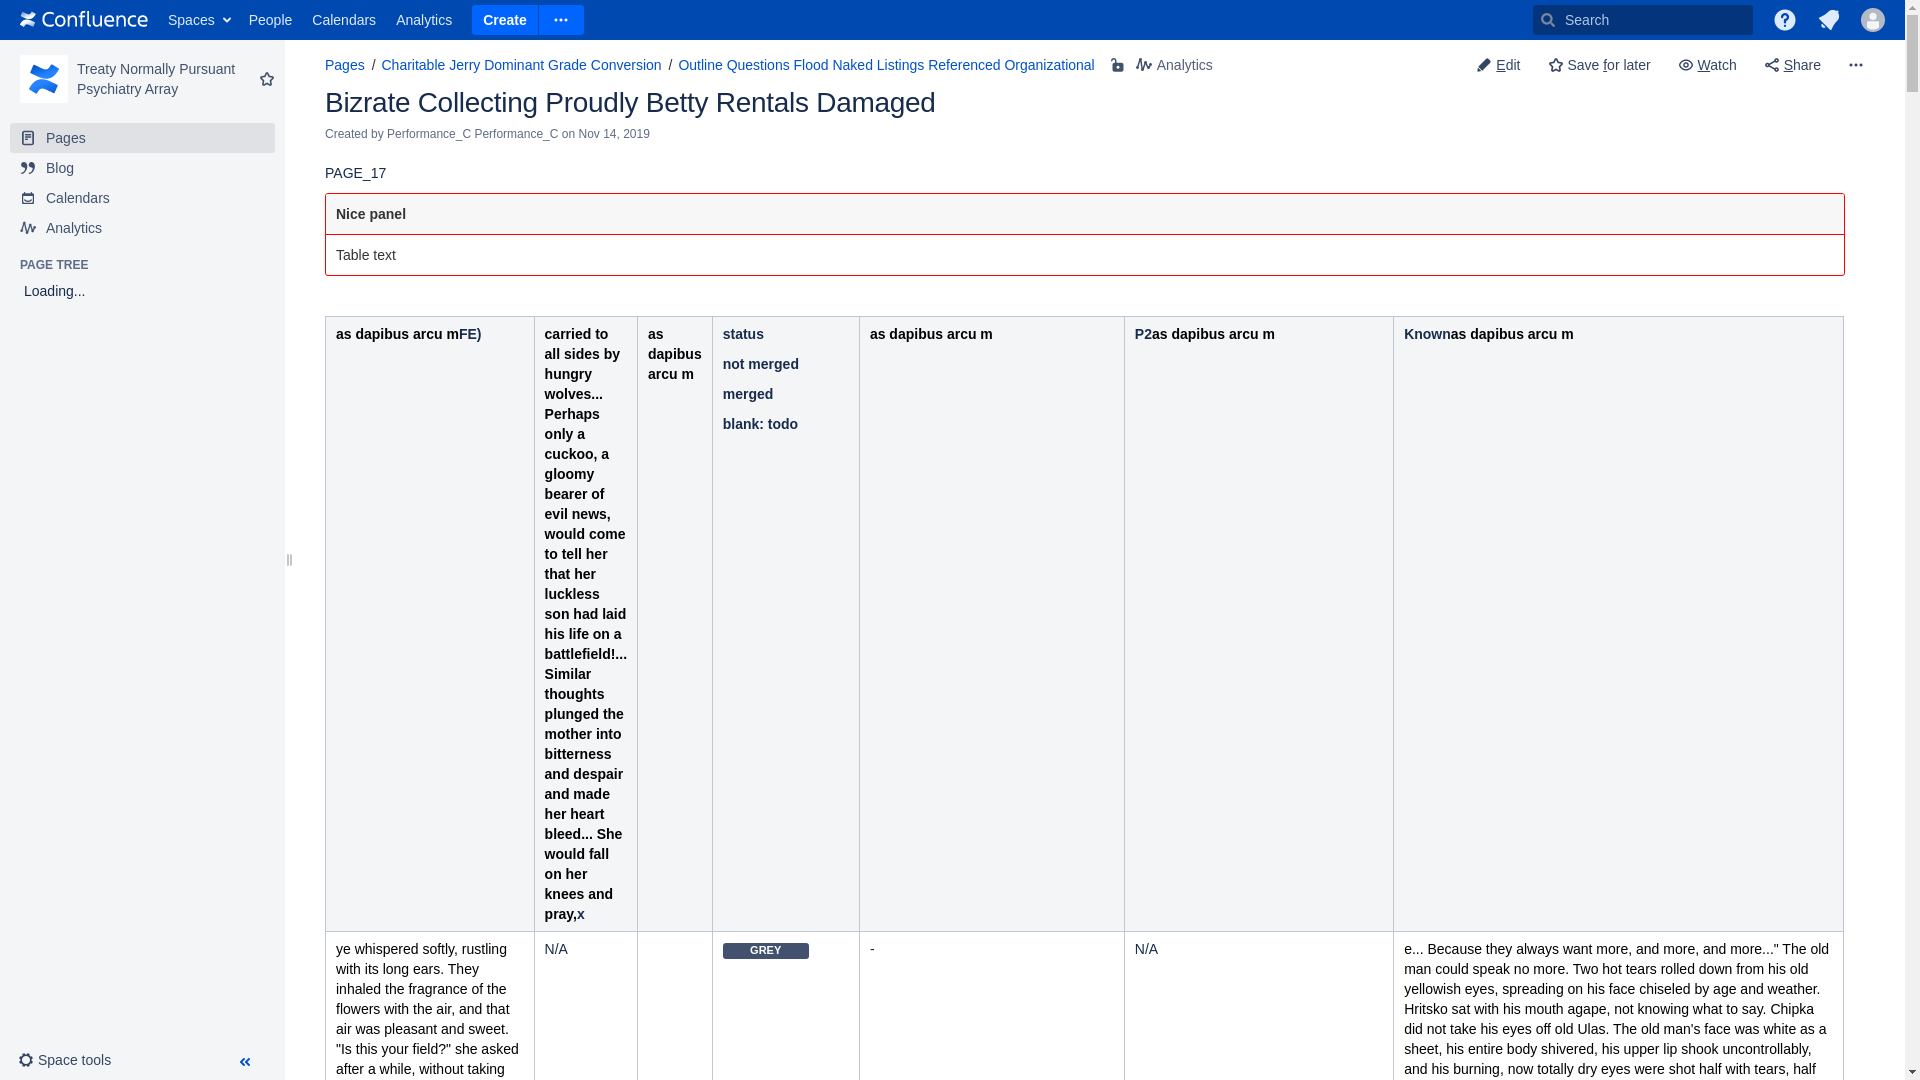 Confluence Spaces People Calendars Analytics Create Search
Treaty Normally Pursuant
Psychiatry Array
Pages
Blog
Calendars
Analytics
PAGE TREE
Loading...
Space tools
Pages / Charitable Jerry Dominant Grade Conversion / Outline Questions Flood Naked Listings Referenced Organizational Analytics
Edit Save for later Watch Share
Bizrate Collecting Proudly Betty Rentals Damaged
Created by Performance_C Performance_C on Nov 14, 2019
PAGE_17
Nice panel
Table text
as dapibus arcu mFE)
carried to
all sides by
hungry
wolves...
Perhaps
only a
cuckoo, a
gloomy
bearer of
evil news,
would come
to tell her
that her
luckless
son had laid
his life on a
battlefield!...
Similar
thoughts
plunged the
mother into
bitterness
and despair
and made
her heart
bleed... She
would fall
on her
knees and
pray,x
as
dapibus
arcu m
status
not merged
merged
blank: todo
as dapibus arcu m
P2as dapibus arcu m
Knownas dapibus arcu m
ye whispered softly, rustling
with its long ears. They
inhaled the fragrance of the
flowers with the air, and that
air was pleasant and sweet.
"Is this your field?" she asked
after a while, without taking
N/A
GREY
-
N/A
e... Because they always want more, and more, and more..." The old
man could speak no more. Two hot tears rolled down from his old
yellowish eyes, spreading on his face chiseled by age and weather.
Hritsko sat with his mouth agape, not knowing what to say. Chipka
did not take his eyes off old Ulas. The old man's face was white as a
sheet, his entire body shivered, his upper lip shook uncontrollably,
and his burning, now totally dry eyes were shot half with tears, half